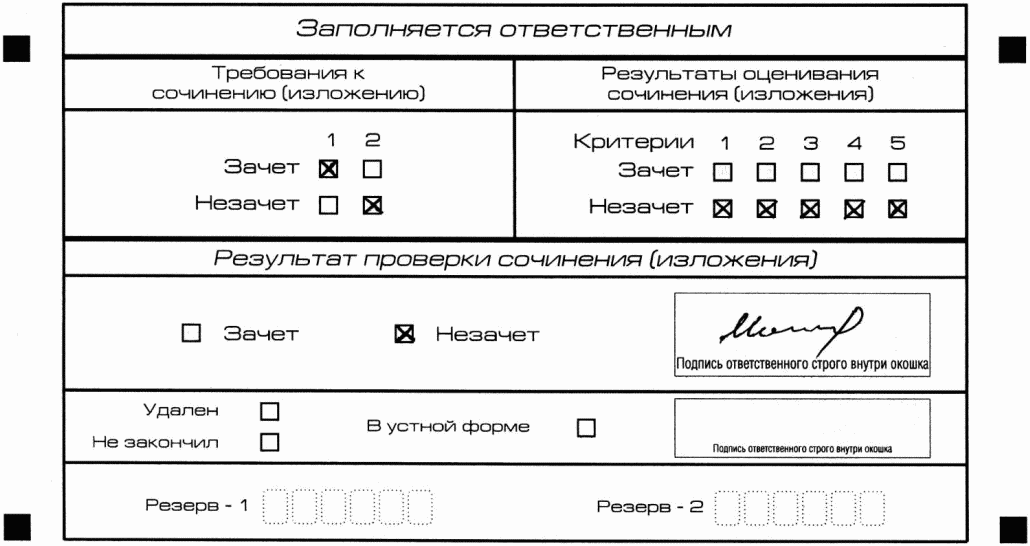 Заполняется ответственным
Требования к
сочинению (изложению)
Результаты оценивания
сочинения (изложения)
1 2
Зачет
Незачет
Критерии 1 2 3 4 5
Зачет
Незачет
Результат проверки сочинения (изложения)
Зачет Незачет
Подпись ответственного строго внутри окошка
Удален
Не закончил
В устной форме
Подпись ответственного строго внутри окошка
Резерв - 1 Резерв - 2